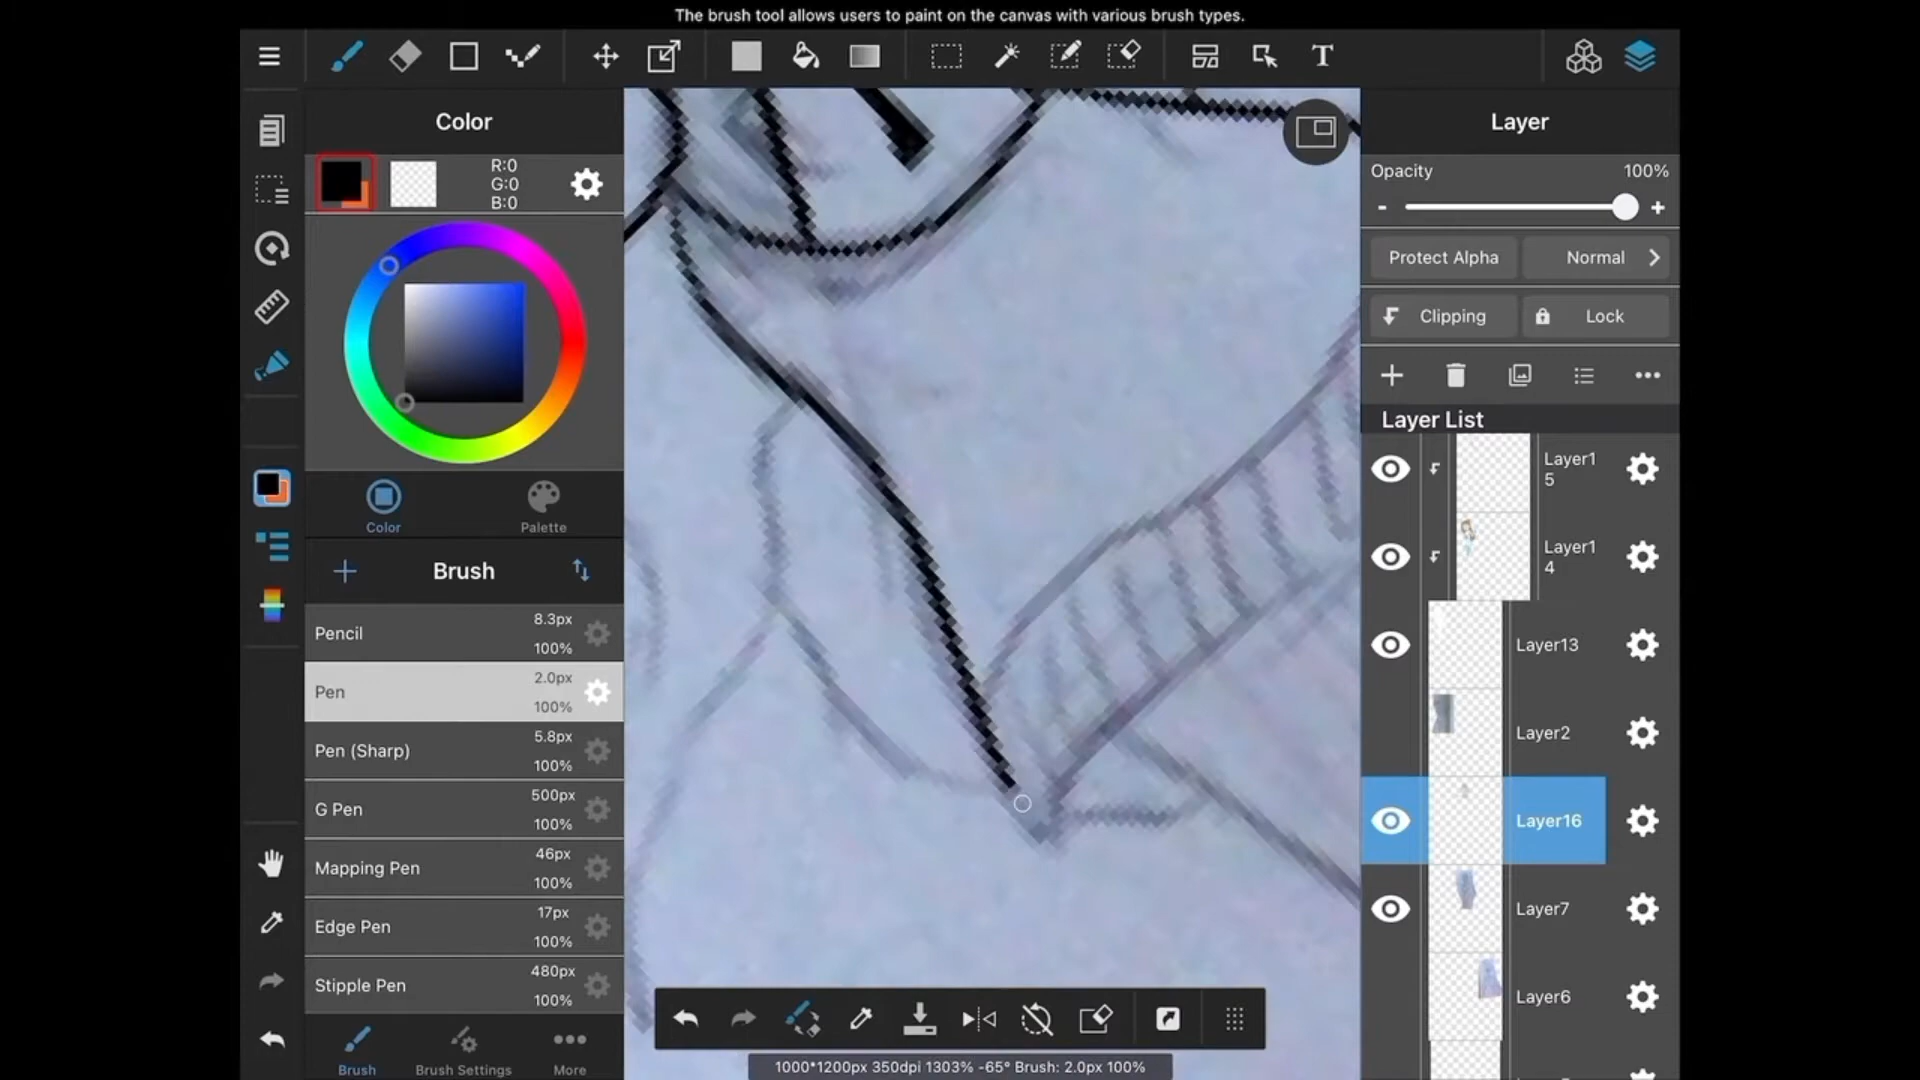 The brush tool allows users to paint on the canvas with various brush types.
T
Color
R:0
G:0
B:0
Color
Palette
Brush
Pencil
8.3px
100%
Pen
2.0px
100%
Pen (Sharp)
5.8px
100%
G Pen
500px
100%
Mapping Pen
46px
100%
Edge Pen
17px
100%
Stipple Pen
480px
100%
Brush
Brush Settings
More
1000*1200px 350dpi 1303% -65° Brush: 2.0px 100%
Layer
Opacity
100%
- +
Protect Alpha
Normal
Clipping
Lock
Layer List
Layer1
5
Layer1
4
Layer13
Layer2
Layer16
Layer7
Layer6